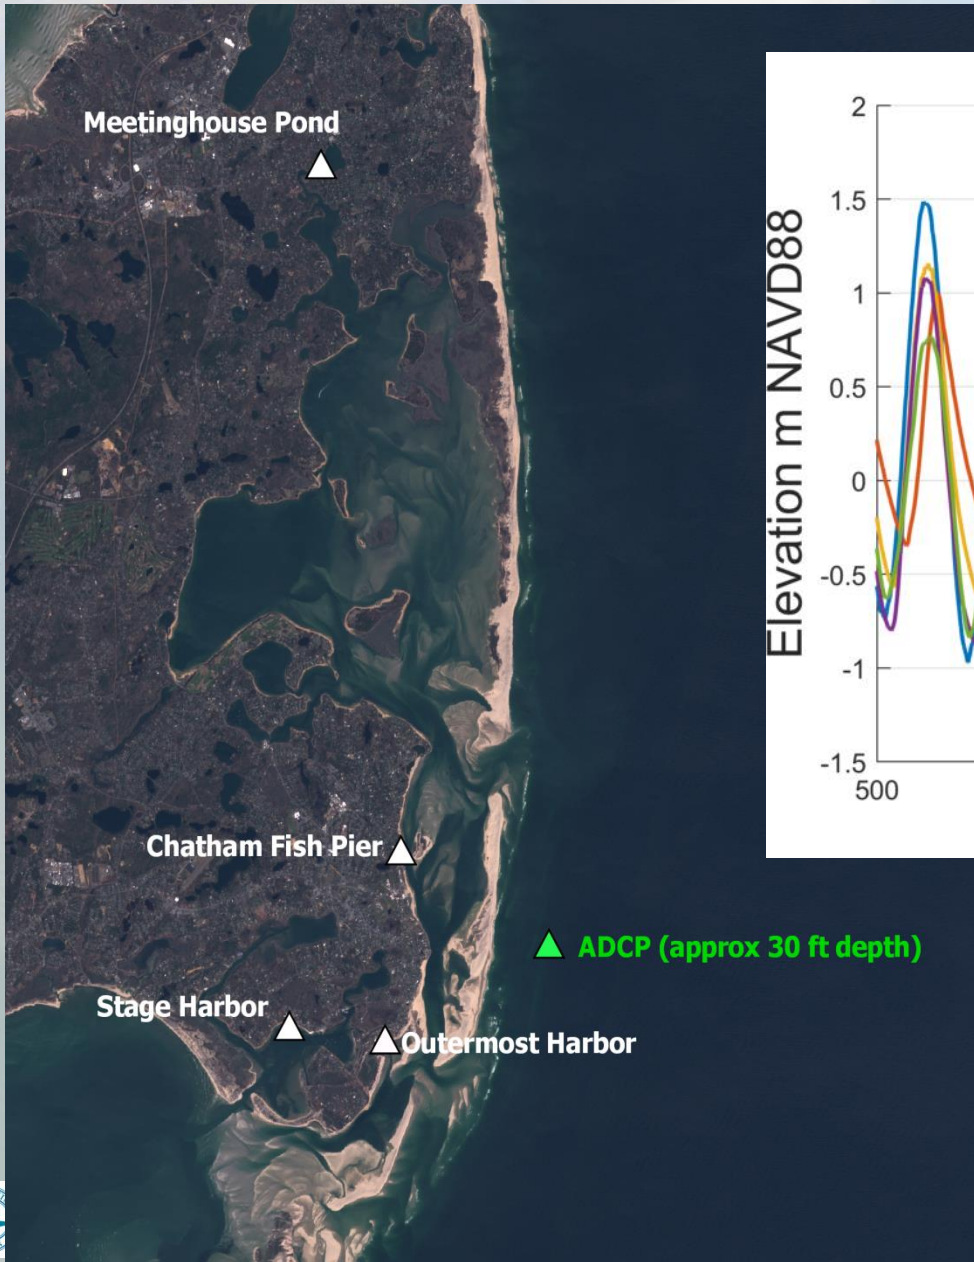 Meetinghouse Pond
Chatham Fish Pier
ADCP (approx 30 ft depth)
Stage Harbor
Outermost Harbor
Elevation m NAVD88
2
1.5
1
0.5
0
-0.5
-1
-1.5
500